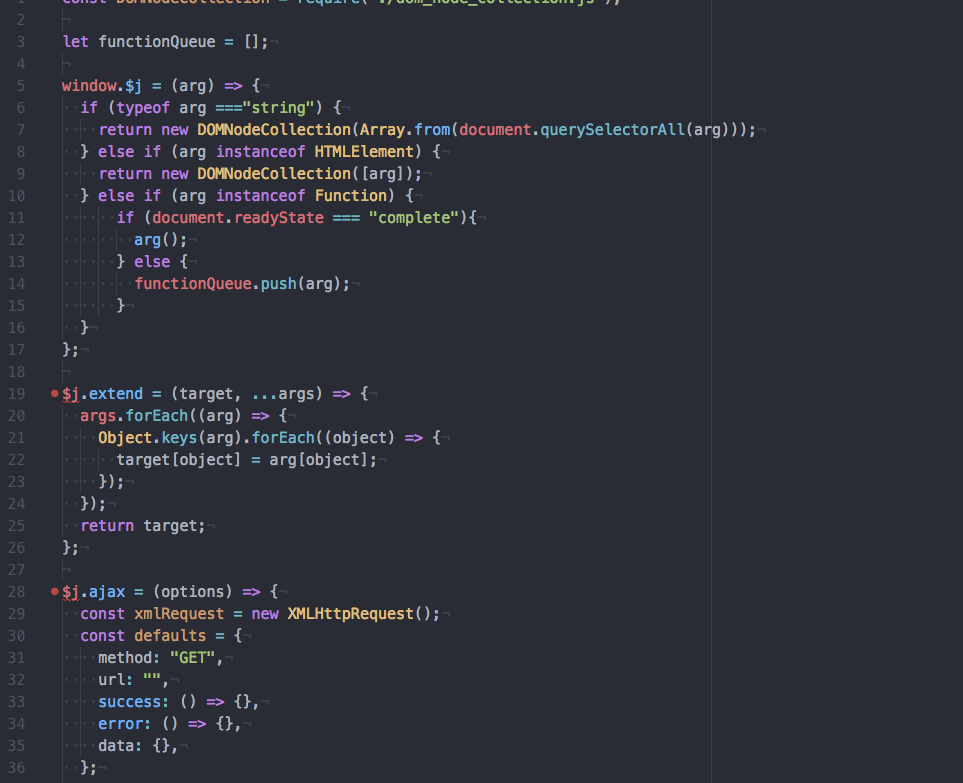 const DOMNodeCollection = require("./dom_node_collection.js");
2
3 let functionQueue = [];
4
5 window.$j = (arg) => {
6 if (typeof arg ==="string") {
7 return new DOMNodeCollection(Array.from(document.querySelectorAll(arg)));
8 } else if (arg instanceof HTMLElement) {
9 return new DOMNodeCollection([arg]);
10 } else if (arg instanceof Function) {
11 if (document.readyState === "complete"){
12 arg();
13 } else {
14 functionQueue.push(arg);
15 }
16 }
17 };
18
19 $j.extend = (target, ...args) => {
20 args.forEach((arg) => {
21 Object.keys(arg).forEach((object) => {
22 target[object] = arg[object];
23 });
24 });
25 return target;
26 };
27
28 $j.ajax = (options) => {
29 const xmlRequest = new XMLHttpRequest();
30 const defaults = {
31 method: "GET",
32 url: "",
33 success: () => {},
34 error: () => {},
35 data: {},
36 };